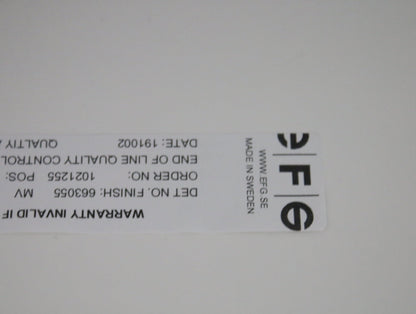 WARRANTY INVALID IF
DET NO. FINISH: 663055 MV
ORDER NO: 1021255 POS:
END OF LINE QUALITY CONTROL
DATE: 191002 QUALTIY
e F G
WWW.EFG.SE
MADE IN SWEDEN